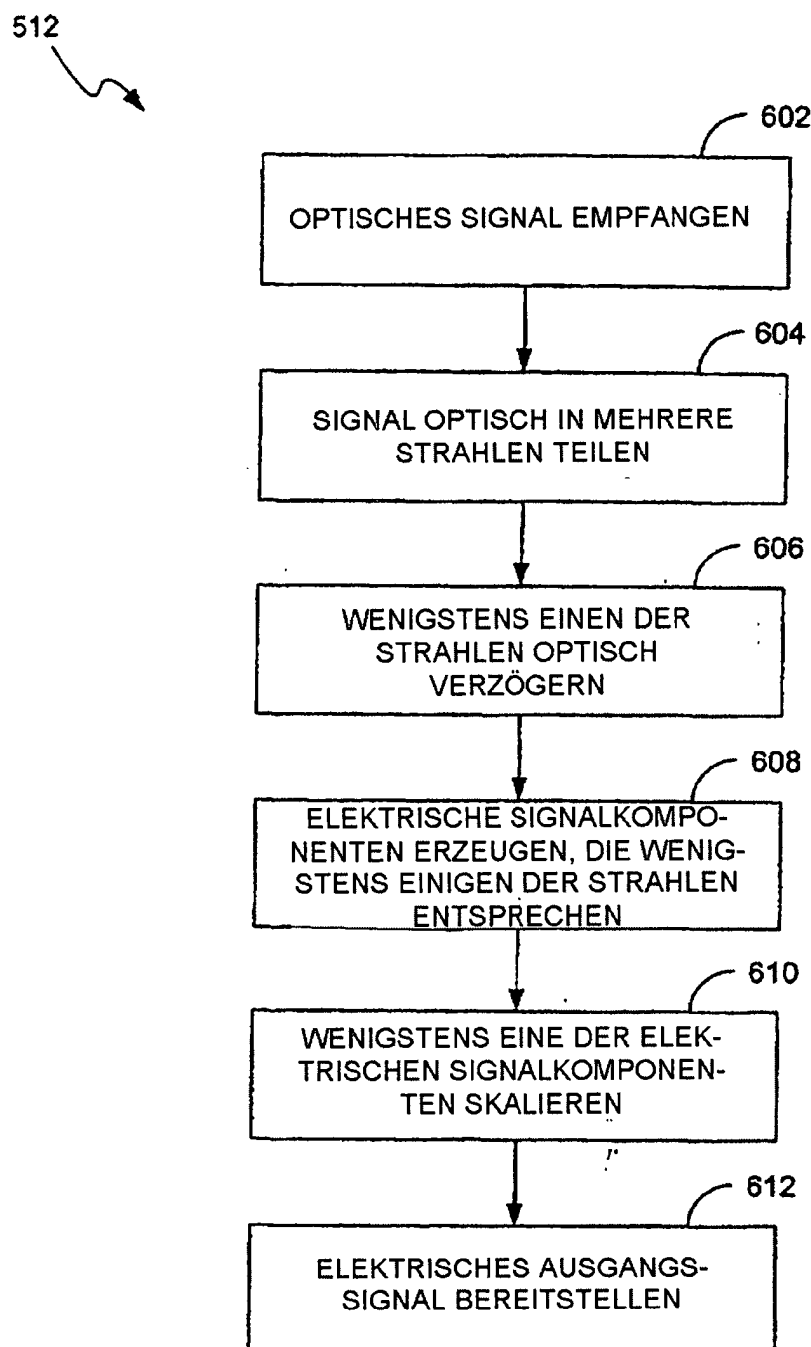 512
602
OPTISCHES SIGNAL EMPFANGEN
604
SIGNAL OPTISCH IN MEHRERE
STRAHLEN TEILEN
606
WENIGSTENS EINEN DER
STRAHLEN OPTISCH
VERZÖGERN
608
ELEKTRISCHE SIGNALKOMPO-
NENTEN ERZEUGEN, DIE WENIG-
STENS EINIGEN DER STRAHLEN
ENTSPRECHEN
610
WENIGSTENS EINE DER ELEK-
TRISCHEN SIGNALKOMPONEN-
TEN SKALIEREN
612
ELEKTRISCHES AUSGANGS-
SIGNAL BEREITSTELLEN